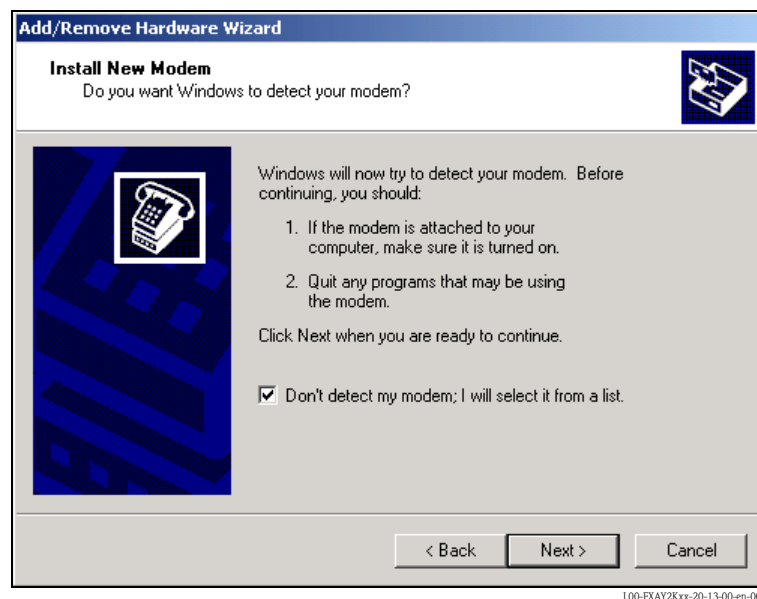 Add/Remove Hardware Wizard
Install New Modem
Do you want Windows to detect your modem?
Windows will now try to detect your modem. Before
continuing, you should:
1. If the modem is attached to your
computer, make sure it is turned on.
2. Quit any programs that may be using
the modem.
Click Next when you are ready to continue.
Don't detect my modem; I will select it from a list.
< Back
Next >
Cancel